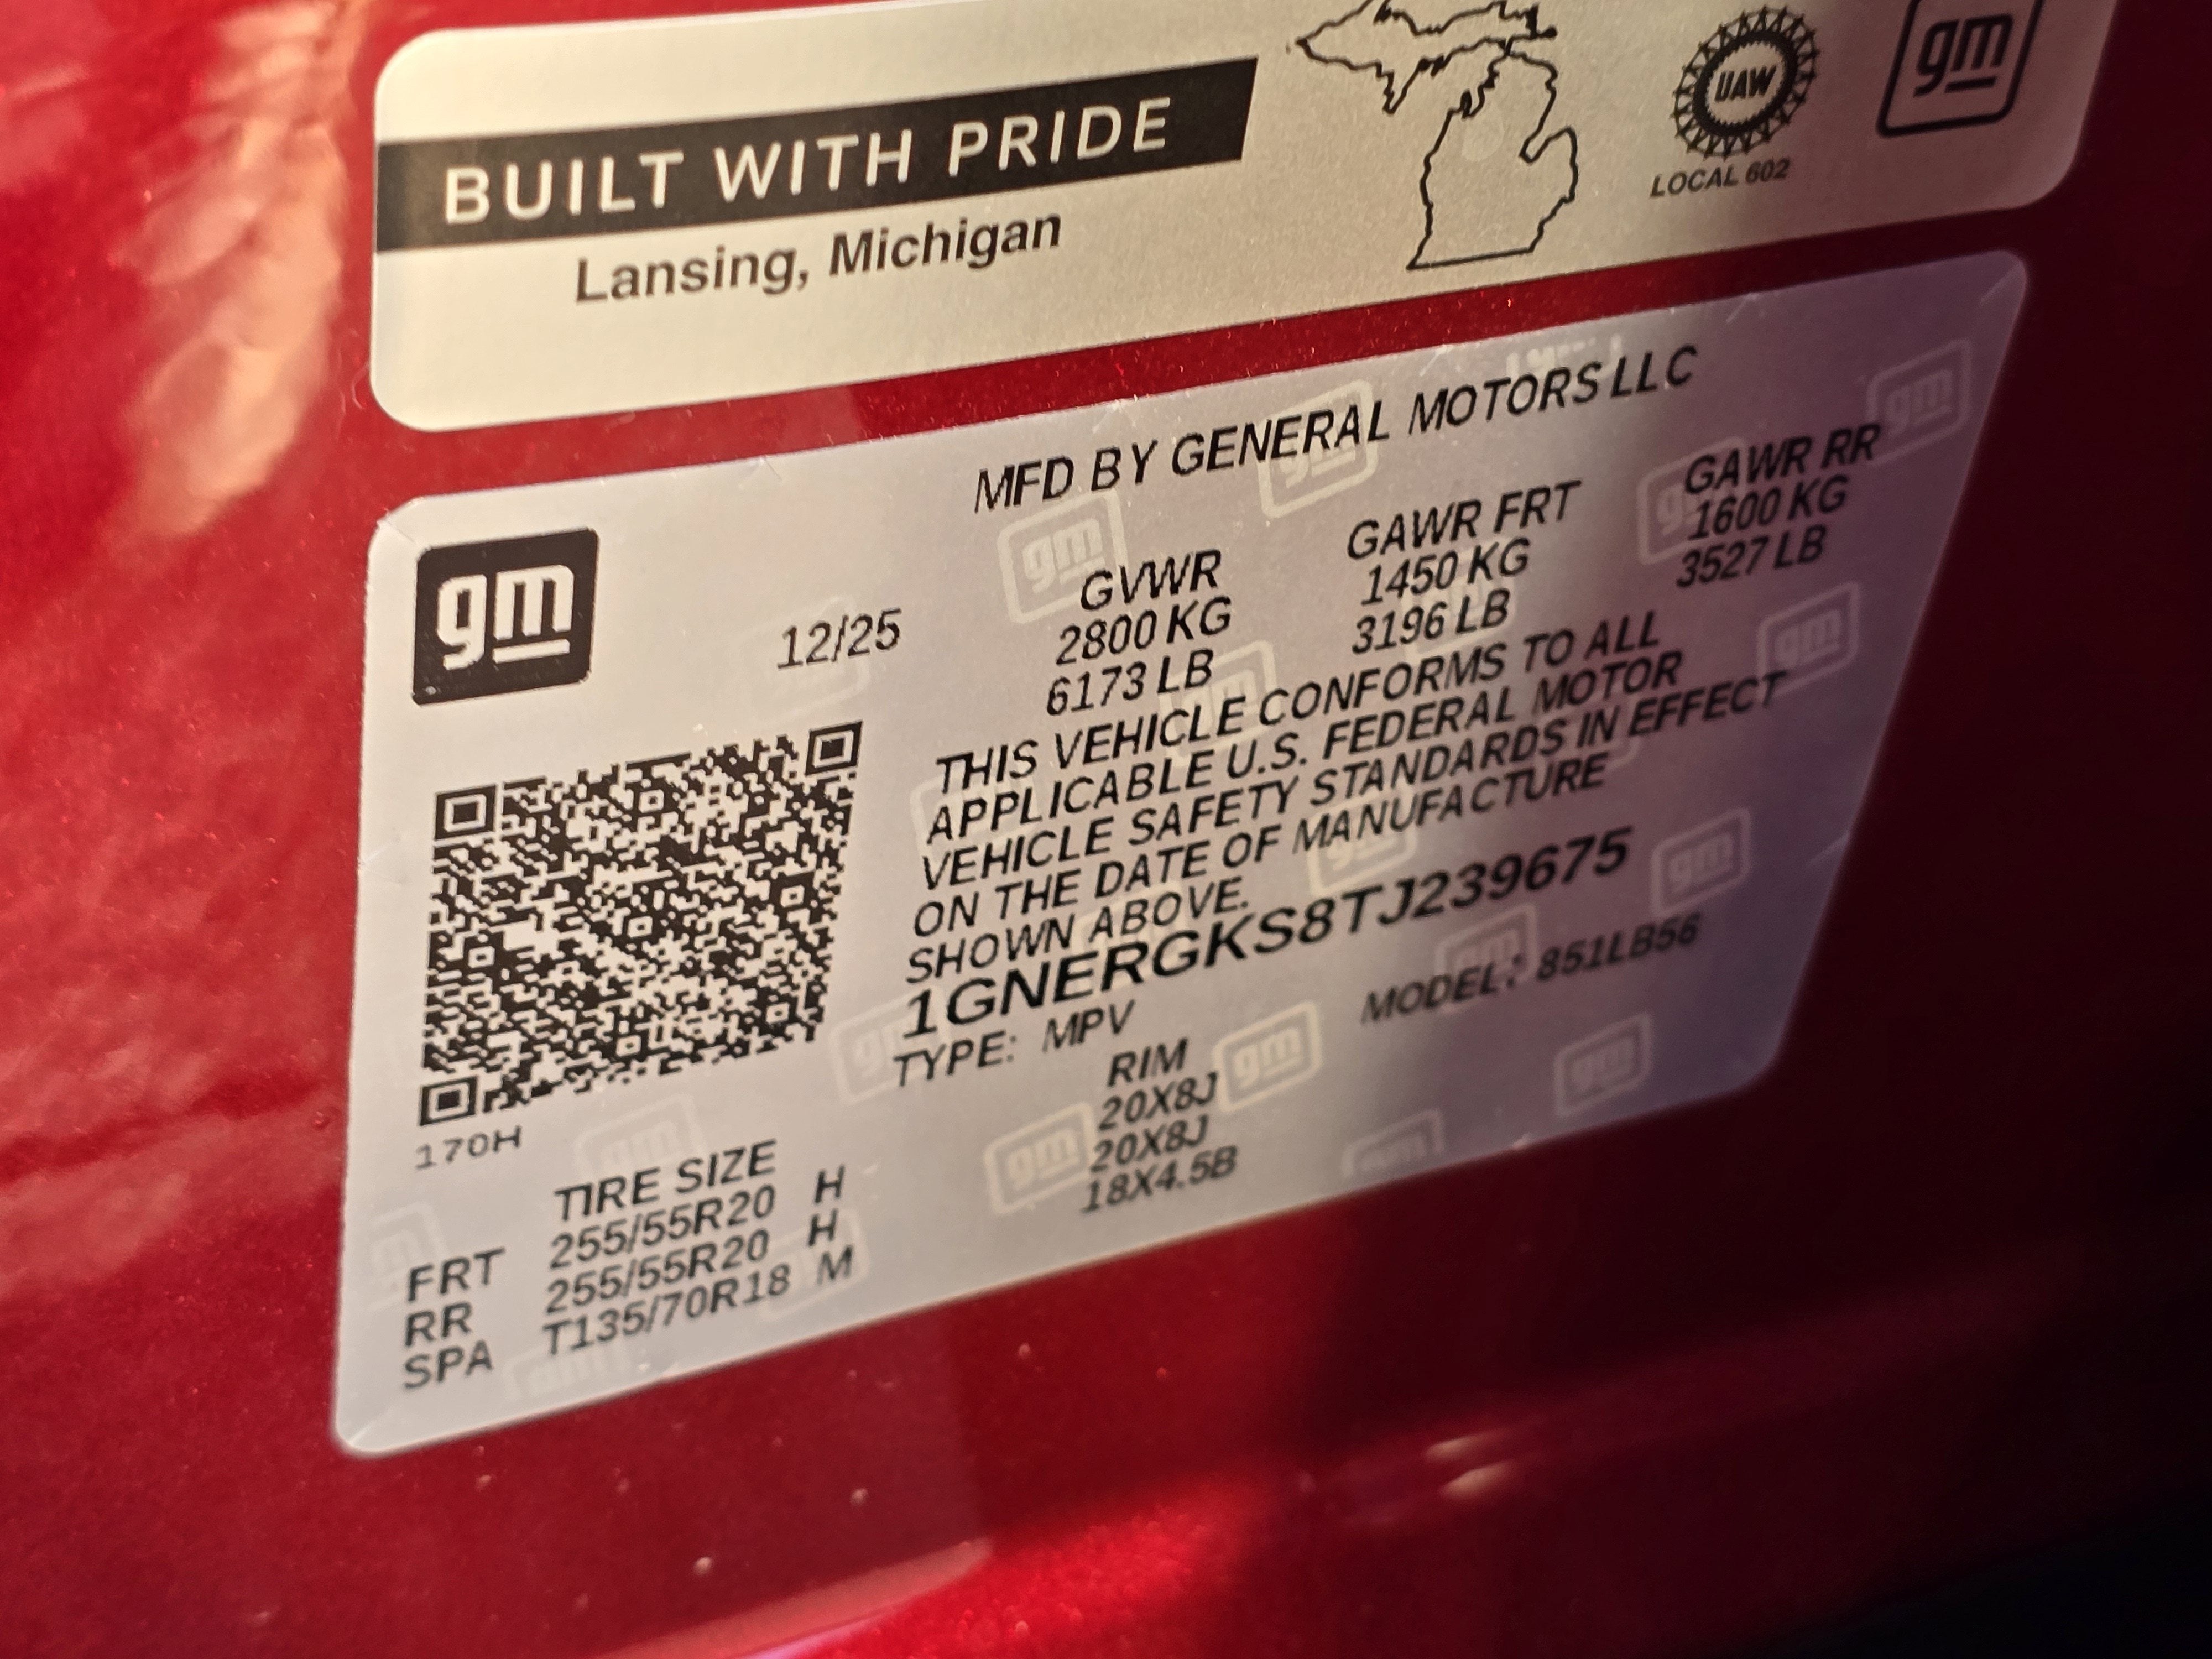 BUILT WITH PRIDE
Lansing, Michigan
UAW
LOCAL 602
gm
MFD BY GENERAL MOTORS LLC
gm
12/25
GVWR
2800 KG
6173 LB
GAWR FRT
1450 KG
3196 LB
GAWR RR
1600 KG
3527 LB
THIS VEHICLE CONFORMS TO ALL
APPLICABLE U.S. FEDERAL MOTOR
VEHICLE SAFETY STANDARDS IN EFFECT
ON THE DATE OF MANUFACTURE
SHOWN ABOVE.
1GNERGKS8TJ239675
TYPE: MPV MODEL: 851LB56
170H
TIRE SIZE RIM
FRT 255/55R20 H 20X8J
RR 255/55R20 H 20X8J
SPA T135/70R18 M 18X4.5B